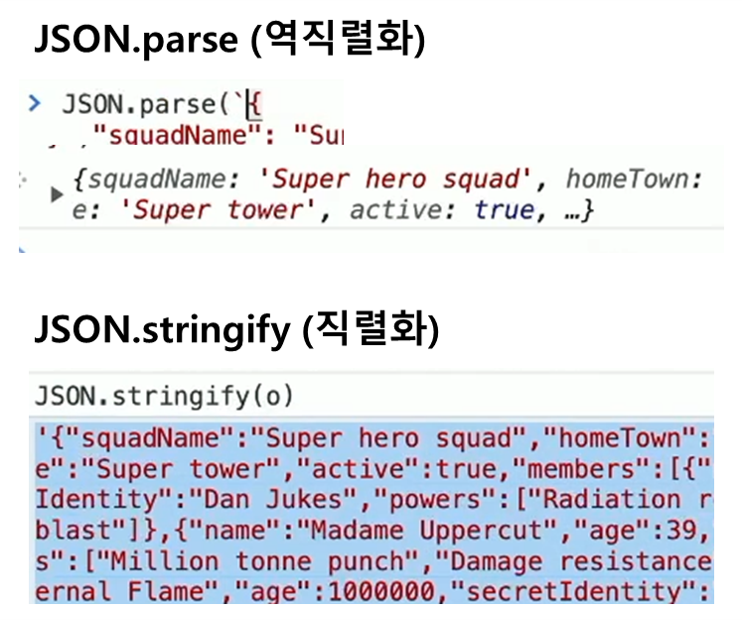 JSON.parse (역직렬화)
> JSON.parse(`{
"squadName": "Su
▶ {squadName: 'Super hero squad', homeTown:
e: 'Super tower', active: true, …}
JSON.stringify (직렬화)
JSON.stringify(o)
'{"squadName":"Super hero squad","homeTown":
e":"Super tower","active":true,"members":[{"
Identity":"Dan Jukes","powers":["Radiation r
blast"]},{"name":"Madame Uppercut","age":39,
s":["Million tonne punch","Damage resistance
ernal Flame","age":1000000,"secretIdentity":